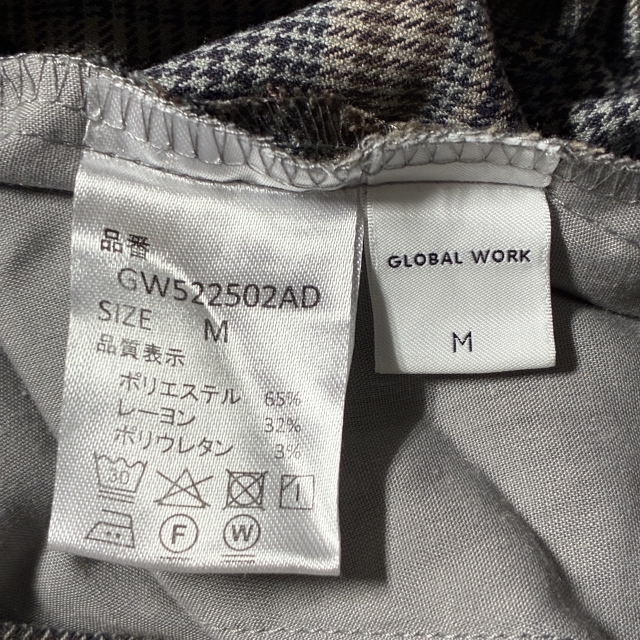 品番
GW522502AD
SIZE M
品質表示
ポリエステル 65%
レーヨン 32%
ポリウレタン 3%
30
F W
GLOBAL WORK
M